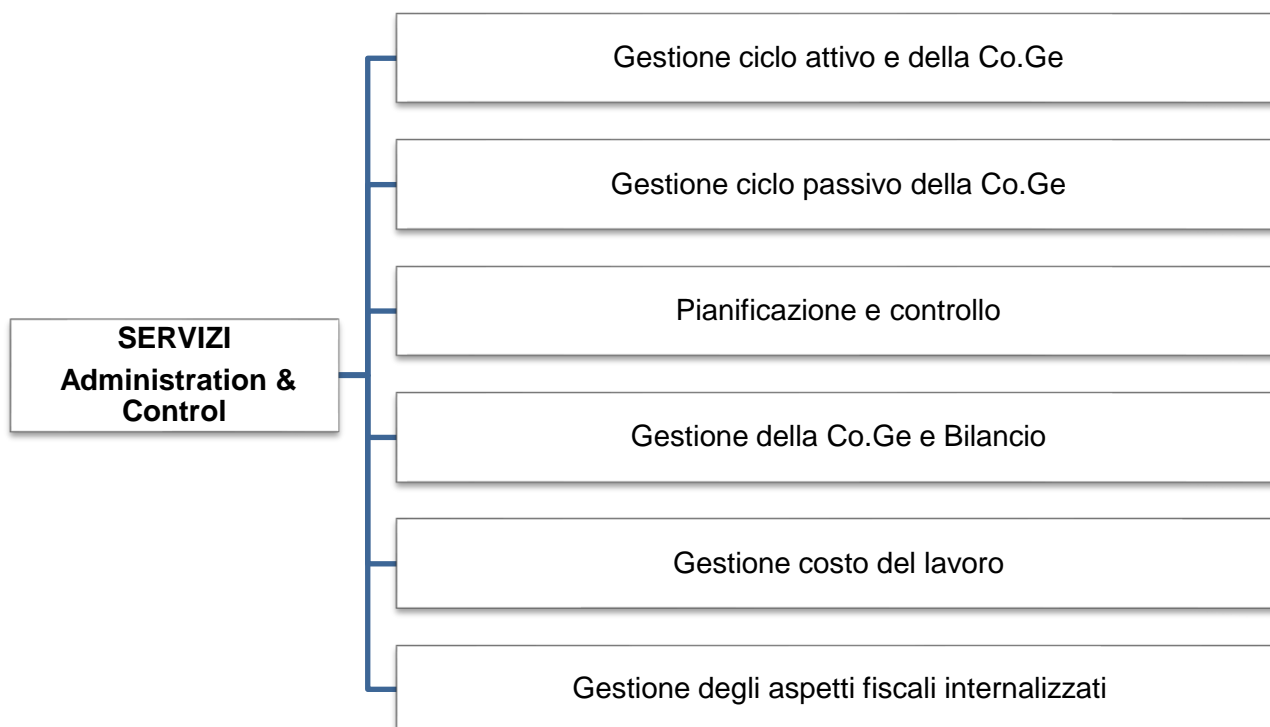 Gestione ciclo attivo e della Co.Ge
Gestione ciclo passivo della Co.Ge
Pianificazione e controllo
SERVIZI
Administration &
Control
Gestione della Co.Ge e Bilancio
Gestione costo del lavoro
Gestione degli aspetti fiscali internalizzati